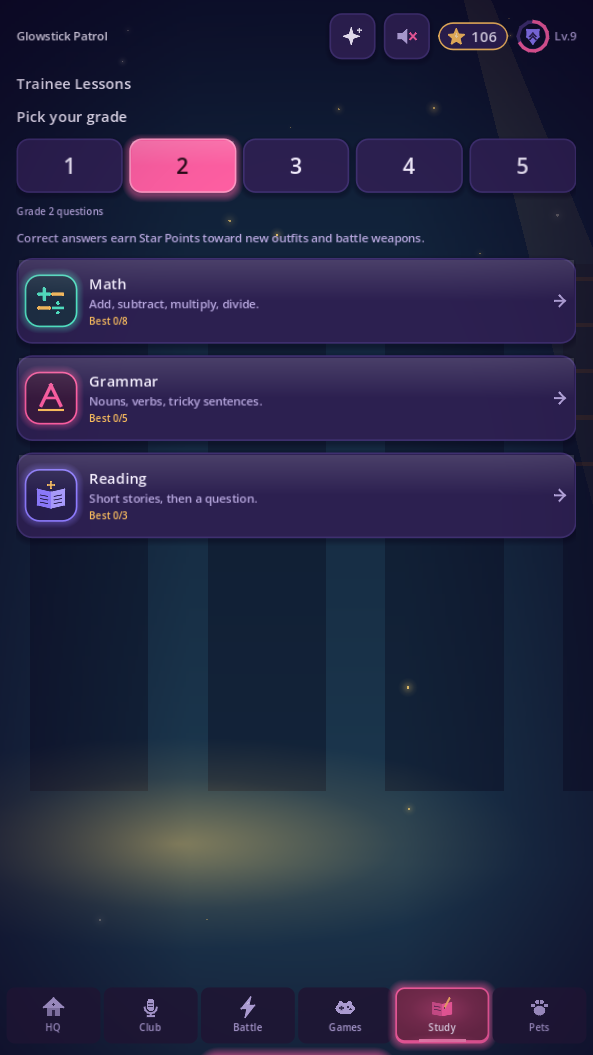 Glowstick Patrol
106
Lv.9
Trainee Lessons
Pick your grade
1 2 3 4 5
Grade 2 questions
Correct answers earn Star Points toward new outfits and battle weapons.
Math
Add, subtract, multiply, divide.
Best 0/8
Grammar
Nouns, verbs, tricky sentences.
Best 0/5
Reading
Short stories, then a question.
Best 0/3
HQ Club Battle Games Study Pets